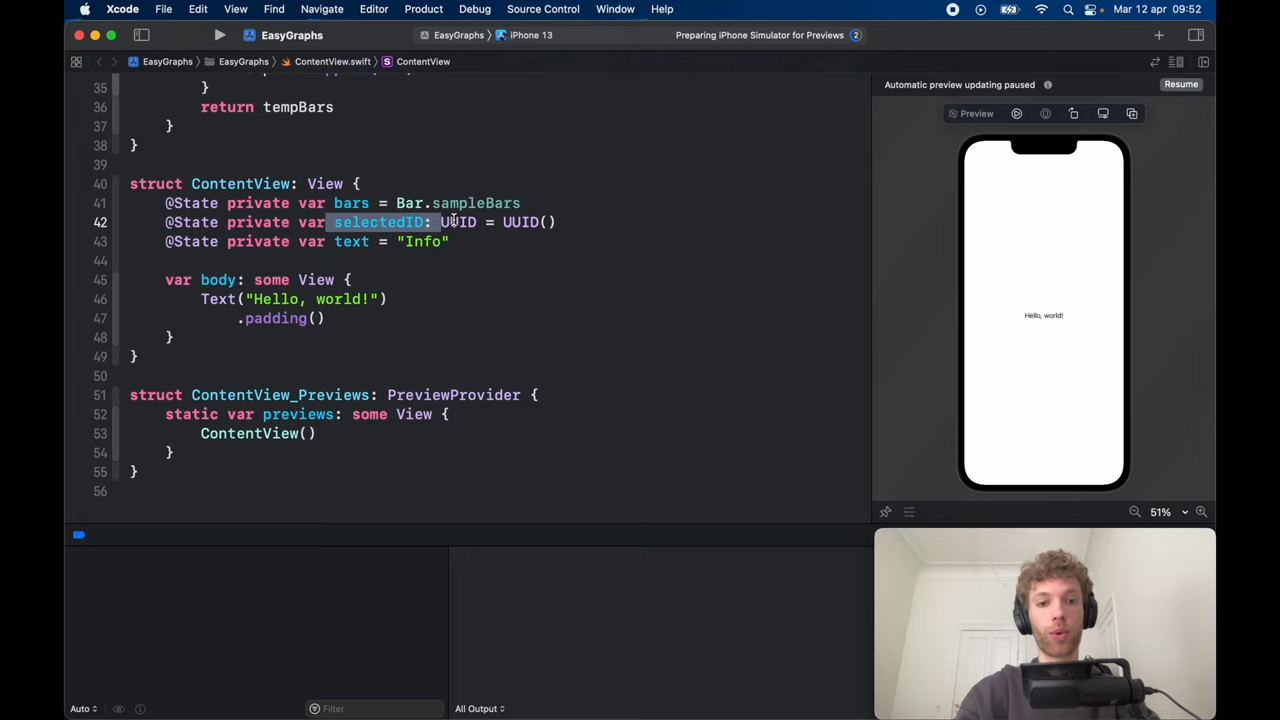 Xcode File Edit View Find Navigate Editor Product Debug Source Control Window Help Mar 12 apr 09:52
EasyGraphs EasyGraphs iPhone 13 Preparing iPhone Simulator for Previews 2
EasyGraphs EasyGraphs ContentView.swift S ContentView
Automatic preview updating paused Resume
Preview
35 }
36 return tempBars
37 }
38 }
39
40 struct ContentView: View {
41 @State private var bars = Bar.sampleBars
42 @State private var selectedID: UUID = UUID()
43 @State private var text = "Info"
44
45 var body: some View {
46 Text("Hello, world!")
47 .padding()
48 }
49 }
50
51 struct ContentView_Previews: PreviewProvider {
52 static var previews: some View {
53 ContentView()
54 }
55 }
56
Hello, world!
51%
Auto Filter All Output